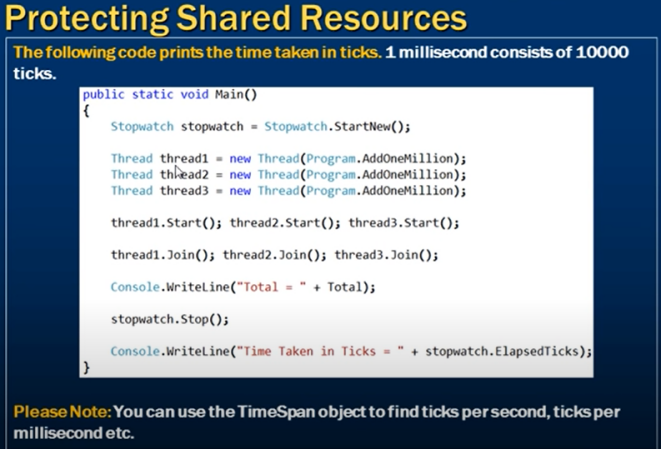 Protecting Shared Resources
The following code prints the time taken in ticks. 1 millisecond consists of 10000
ticks.
public static void Main()
{
    Stopwatch stopwatch = Stopwatch.StartNew();
    Thread thread1 = new Thread(Program.AddOneMillion);
    Thread thread2 = new Thread(Program.AddOneMillion);
    Thread thread3 = new Thread(Program.AddOneMillion);
    thread1.Start(); thread2.Start(); thread3.Start();
    thread1.Join(); thread2.Join(); thread3.Join();
    Console.WriteLine("Total = " + Total);
    stopwatch.Stop();
    Console.WriteLine("Time Taken in Ticks = " + stopwatch.ElapsedTicks);
}
Please Note: You can use the TimeSpan object to find ticks per second, ticks per
millisecond etc.